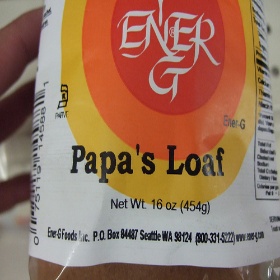 ENER
G
Ener-G
Papa's Loaf
Net Wt. 16 oz (454g)
Ener-G Foods Inc. P.O. Box 84487 Seattle WA 98124 (800-331-5222) www.ener-g.com